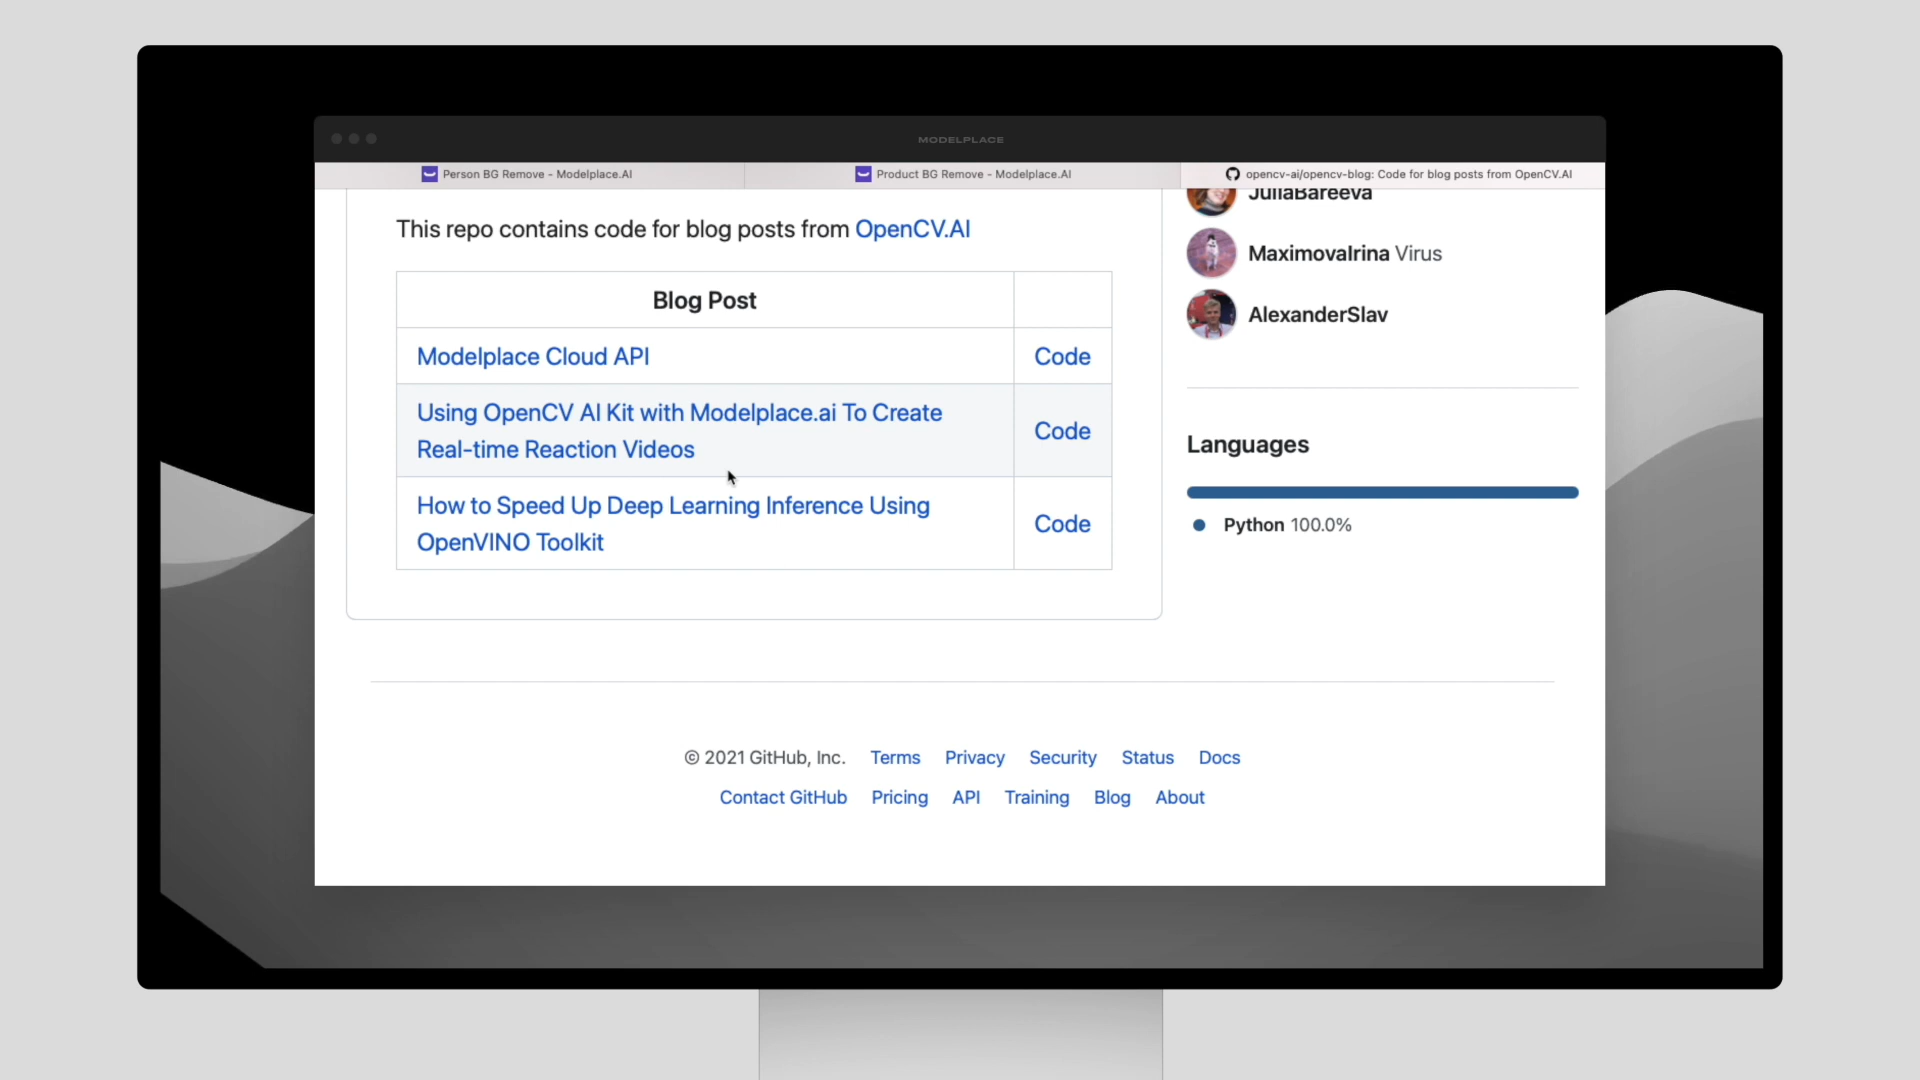 MODELPLACE
Person BG Remove - Modelplace.AI
Product BG Remove - Modelplace.AI
opencv-ai/opencv-blog: Code for blog posts from OpenCV.AI
This repo contains code for blog posts from OpenCV.AI
Blog Post
Modelplace Cloud API
Code
Using OpenCV AI Kit with Modelplace.ai To Create
Real-time Reaction Videos
Code
How to Speed Up Deep Learning Inference Using
OpenVINO Toolkit
Code
JuliaBareeva
MaximovaIrina Virus
AlexanderSlav
Languages
Python 100.0%
© 2021 GitHub, Inc. Terms Privacy Security Status Docs
Contact GitHub Pricing API Training Blog About